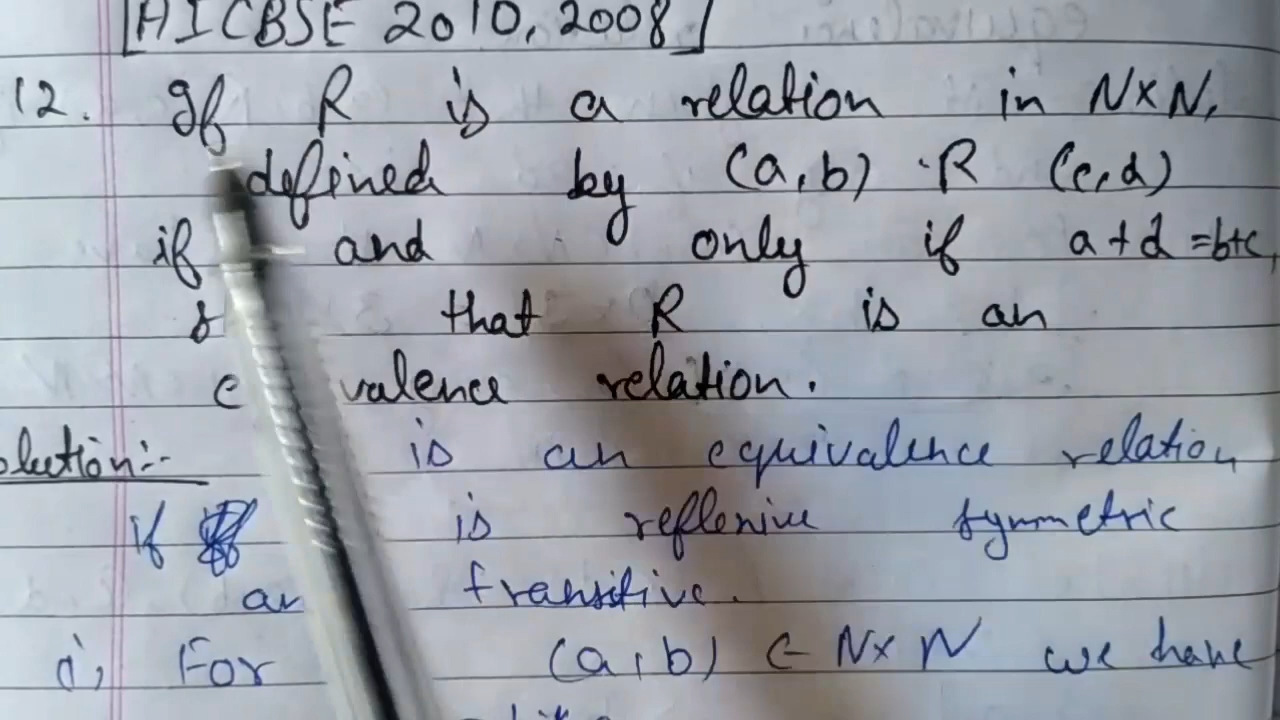 [AICBSE 2010, 2008]
12. If R is a relation in N×N,
defined by (a,b) R (c,d)
if and only if a+d=b+c,
that R is an
valence relation.
olution:- is an equivalence relation
if is reflexive symmetric
transitive.
i, For (a,b) ∈ N×N we have